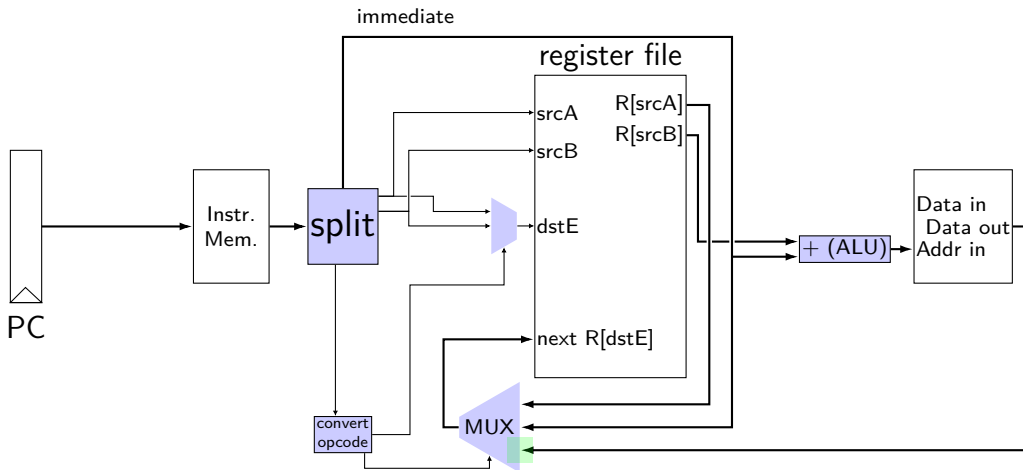 immediate
register file
srcA
R[srcA]
srcB
R[srcB]
Instr.
Mem.
split
dstE
Data in
Data out
Addr in
+ (ALU)
PC
next R[dstE]
convert
opcode
MUX